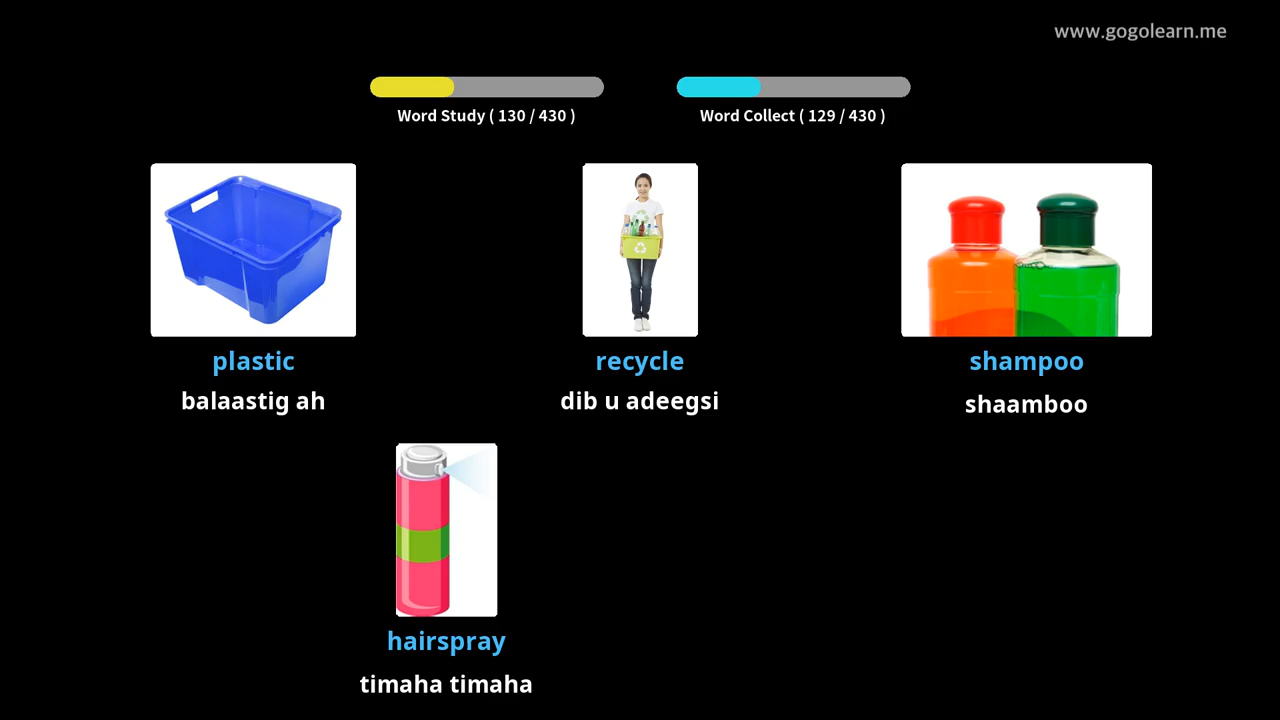 www.gogolearn.me
Word Study ( 130 / 430 )
Word Collect ( 129 / 430 )
plastic
balaastig ah
recycle
dib u adeegsi
shampoo
shaamboo
hairspray
timaha timaha